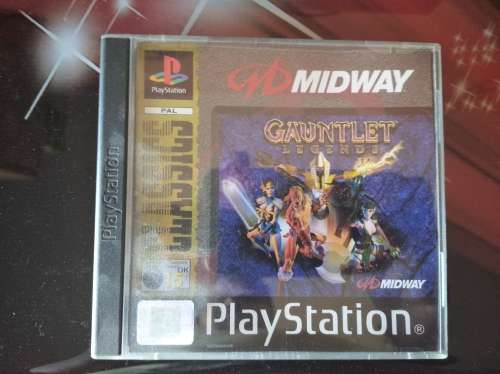 PlayStation
PlayStation
PAL
MIDWAY
GAUNTLET
LEGENDS
MIDWAY
PlayStation®